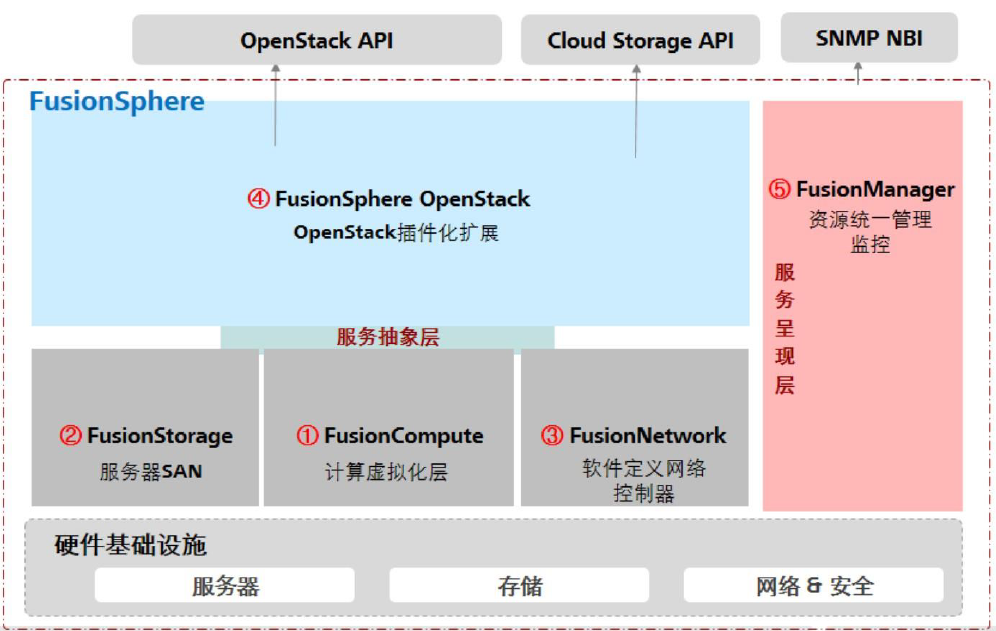 OpenStack API
Cloud Storage API
SNMP NBI
FusionSphere
④ FusionSphere OpenStack
OpenStack插件化扩展
⑤ FusionManager
资源统一管理
监控
服
务
呈
现
层
服务抽象层
② FusionStorage
服务器SAN
① FusionCompute
计算虚拟化层
③ FusionNetwork
软件定义网络
控制器
硬件基础设施
服务器
存储
网络 & 安全